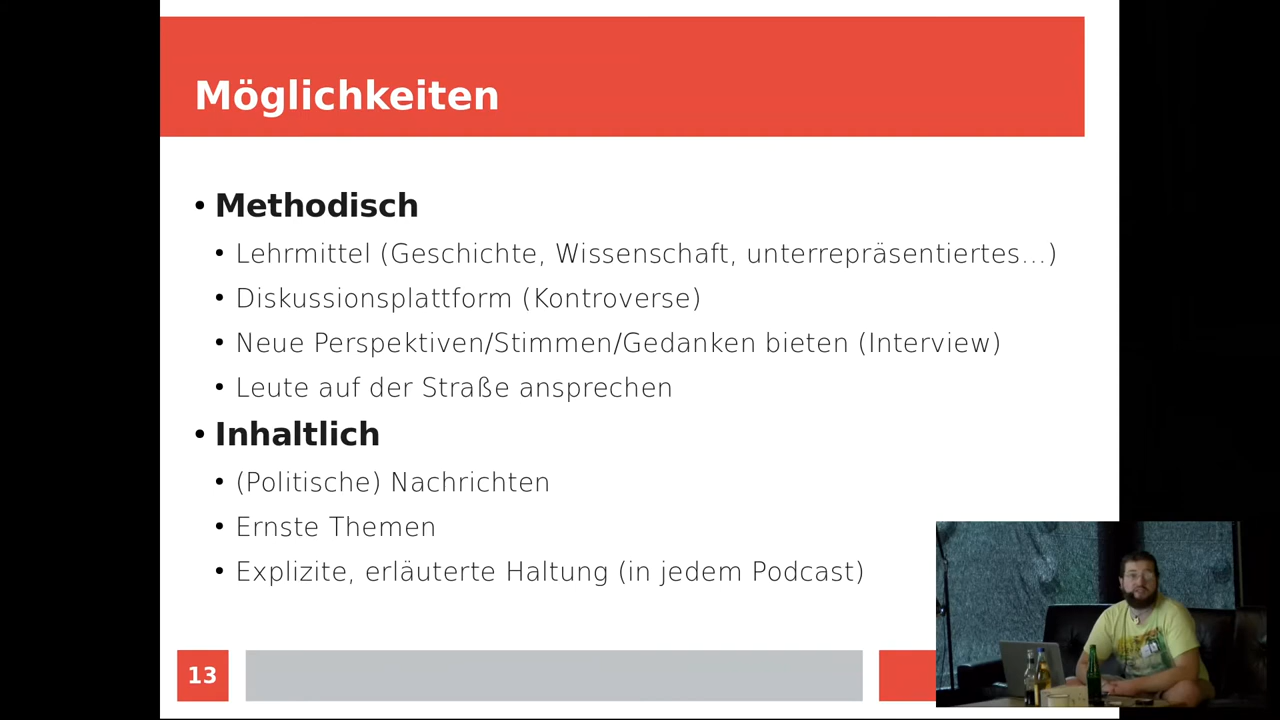 Möglichkeiten
• Methodisch
• Lehrmittel (Geschichte, Wissenschaft, unterrepräsentiertes...)
• Diskussionsplattform (Kontroverse)
• Neue Perspektiven/Stimmen/Gedanken bieten (Interview)
• Leute auf der Straße ansprechen
• Inhaltlich
• (Politische) Nachrichten
• Ernste Themen
• Explizite, erläuterte Haltung (in jedem Podcast)
13